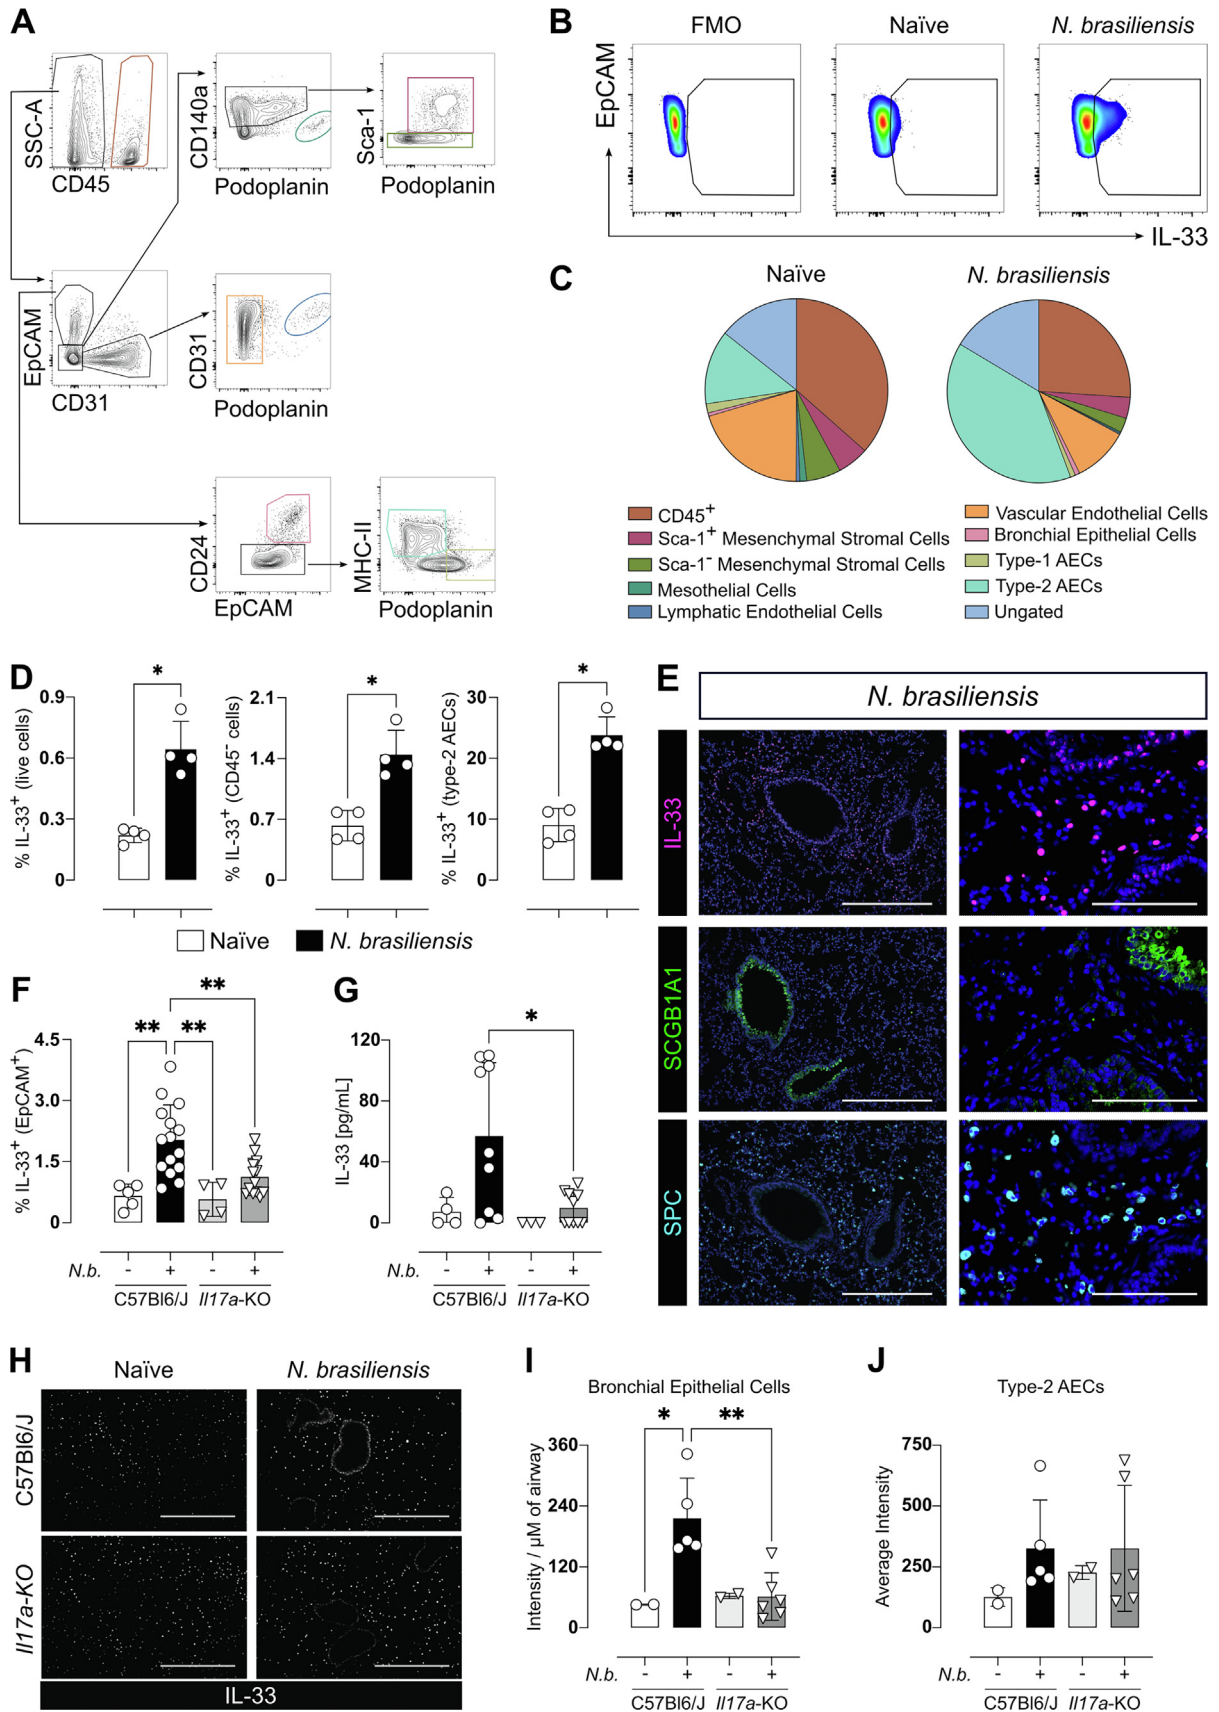 A
SSC-A
CD45
CD140a
Podoplanin
Sca-1
Podoplanin
EpCAM
CD31
CD31
Podoplanin
CD24
EpCAM
MHC-II
Podoplanin
B
FMO
Naïve
N. brasiliensis
EpCAM
IL-33
C
Naïve
N. brasiliensis
CD45+
Sca-1+ Mesenchymal Stromal Cells
Sca-1- Mesenchymal Stromal Cells
Mesothelial Cells
Lymphatic Endothelial Cells
Vascular Endothelial Cells
Bronchial Epithelial Cells
Type-1 AECs
Type-2 AECs
Ungated
D
% IL-33+ (live cells)
0.9
0.6
0.3
0
*
% IL-33+ (CD45- cells)
2.1
1.4
0.7
0
*
% IL-33+ (type-2 AECs)
30
20
10
0
*
Naïve
N. brasiliensis
E
N. brasiliensis
IL-33
SCGB1A1
SPC
F
% IL-33+ (EpCAM+)
4.5
3.0
1.5
0
** ** **
N.b. - + - +
C57Bl6/J Il17a-KO
G
IL-33 [pg/mL]
120
80
40
0
*
- + - +
C57Bl6/J Il17a-KO
H
Naïve
N. brasiliensis
C57Bl6/J
Il17a-KO
IL-33
I
Bronchial Epithelial Cells
Intensity / µM of airway
360
240
120
0
* **
N.b. - + - +
C57Bl6/J Il17a-KO
J
Type-2 AECs
Average Intensity
750
500
250
0
N.b. - + - +
C57Bl6/J Il17a-KO